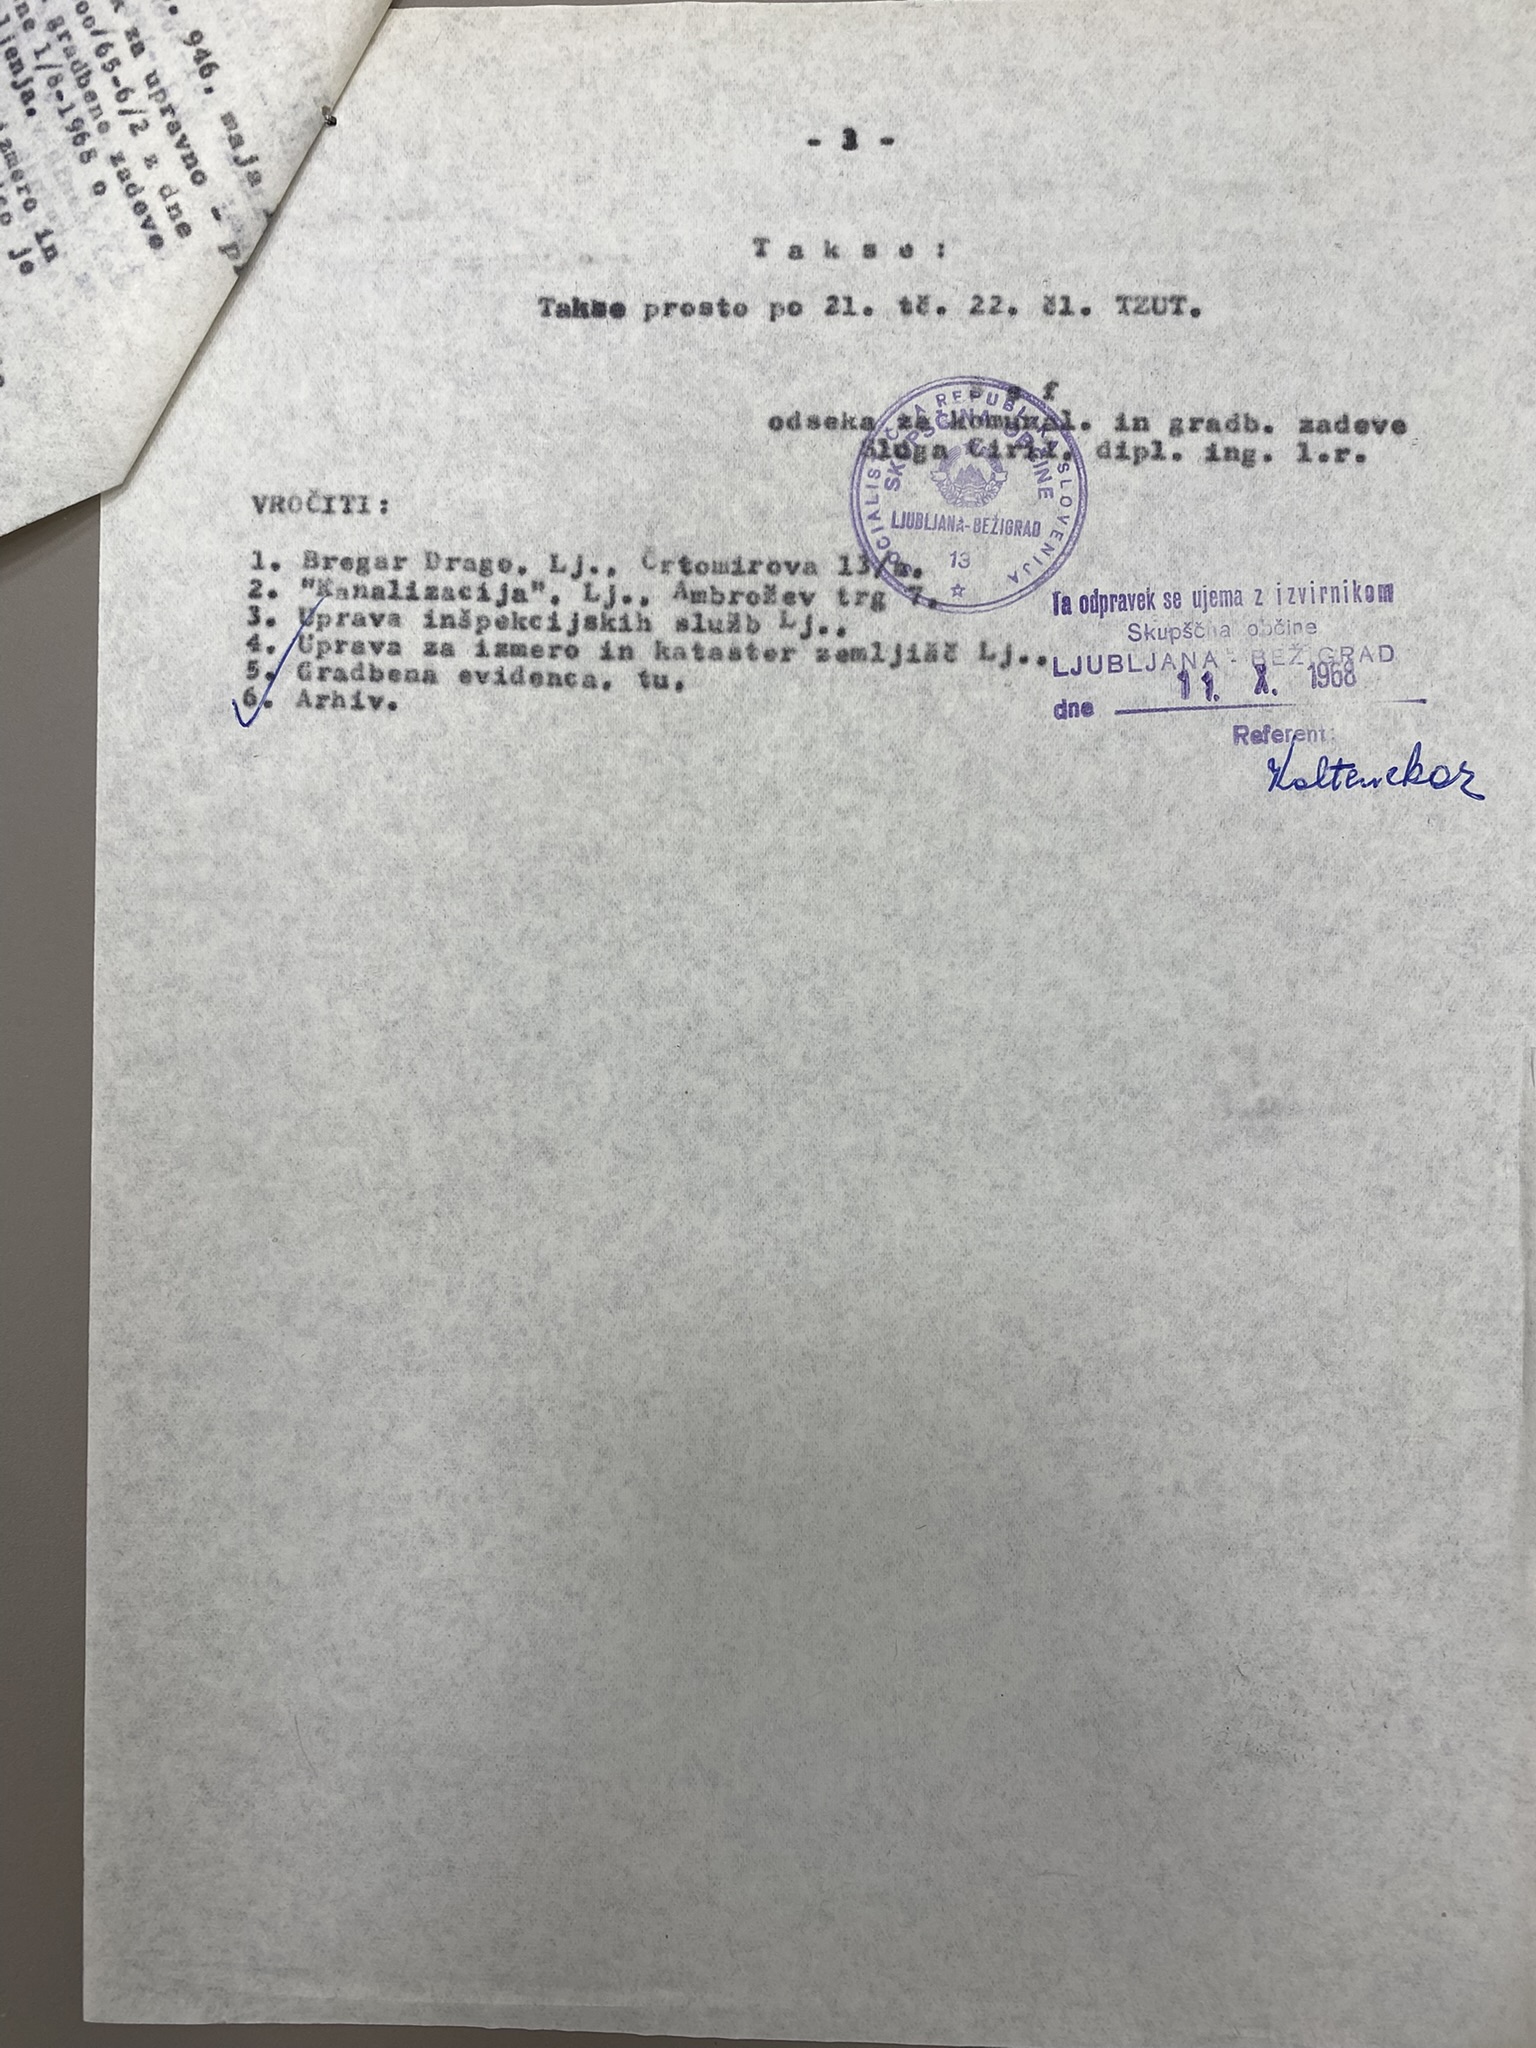 946. maja
za upravno - p
00/65-6/2 z dne
gradbene zadeve
ne 1/8-1968 o
ljenja.
izmero in
je
- 3 -
T a k s e :
Takse prosto po 21. tč. 22. čl. TZUT.
e f
odseka za komunal. in gradb. zadeve
Sluga Ciril, dipl. ing. l.r.
SOCIALISTIČNA REPUBLIKA SLOVENIJA
SKUPŠČINA OBČINE
LJUBLJANA-BEŽIGRAD
13
VROČITI:
1. Bregar Drago, Lj., Črtomirova 13/
2. "Kanalizacija", Lj., Ambrožev trg 7.
3. Uprava inšpekcijskih služb Lj.,
4. Uprava za izmero in kataster zemljišč Lj..
5. Gradbena evidenca, tu.
6. Arhiv.
Ta odpravek se ujema z izvirnikom
Skupščina občine
LJUBLJANA - BEŽIGRAD
dne 11. X. 1968
Referent: